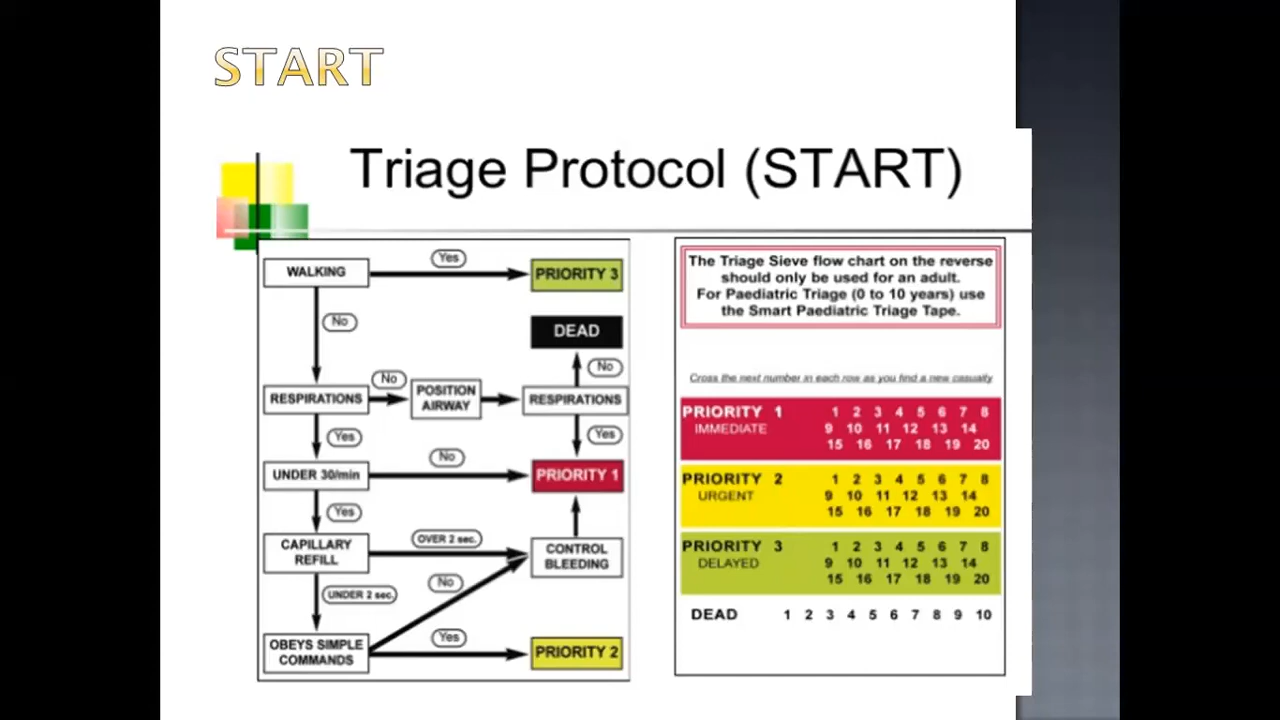 START
Triage Protocol (START)
WALKING
Yes
PRIORITY 3
No
DEAD
No
RESPIRATIONS
No
POSITION
AIRWAY
RESPIRATIONS
Yes
Yes
UNDER 30/min
No
PRIORITY 1
Yes
CAPILLARY
REFILL
OVER 2 sec.
CONTROL
BLEEDING
UNDER 2 sec.
No
OBEYS SIMPLE
COMMANDS
Yes
PRIORITY 2
The Triage Sieve flow chart on the reverse
should only be used for an adult.
For Paediatric Triage (0 to 10 years) use
the Smart Paediatric Triage Tape.
Cross the next number in each row as you find a new casualty
PRIORITY 1 1 2 3 4 5 6 7 8
IMMEDIATE 9 10 11 12 13 14
15 16 17 18 19 20
PRIORITY 2 1 2 3 4 5 6 7 8
URGENT 9 10 11 12 13 14
15 16 17 18 19 20
PRIORITY 3 1 2 3 4 5 6 7 8
DELAYED 9 10 11 12 13 14
15 16 17 18 19 20
DEAD 1 2 3 4 5 6 7 8 9 10